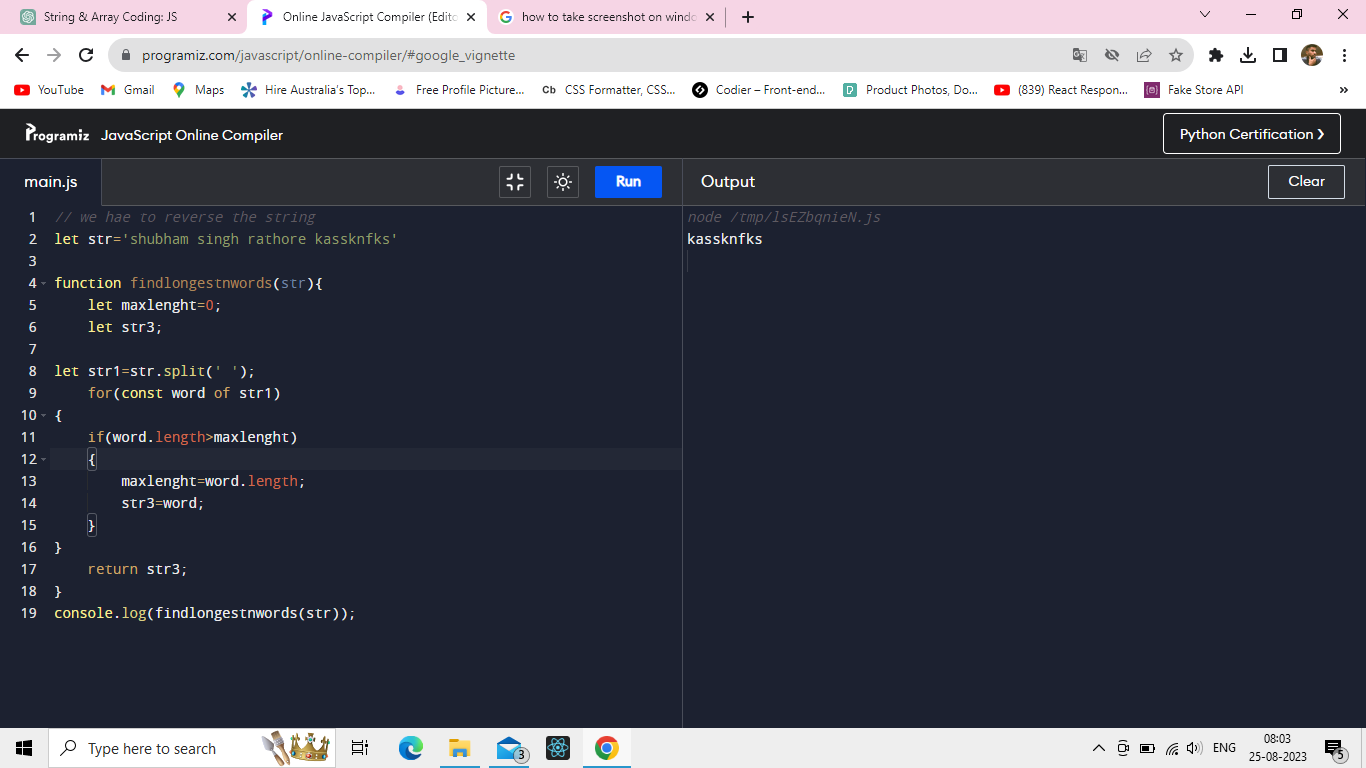 String & Array Coding: JS
Online JavaScript Compiler (Edito
how to take screenshot on windo
programiz.com/javascript/online-compiler/#google_vignette
YouTube
Gmail
Maps
Hire Australia's Top...
Free Profile Picture...
Cb CSS Formatter, CSS...
Codier – Front-end...
Product Photos, Do...
(839) React Respon...
Fake Store API
»
Programiz JavaScript Online Compiler
Python Certification ❯
main.js
Run
Output
Clear
1 // we hae to reverse the string
2 let str='shubham singh rathore kassknfks'
3
4 function findlongestnwords(str){
5 let maxlenght=0;
6 let str3;
7
8 let str1=str.split(' ');
9 for(const word of str1)
10 {
11 if(word.length>maxlenght)
12 {
13 maxlenght=word.length;
14 str3=word;
15 }
16 }
17 return str3;
18 }
19 console.log(findlongestnwords(str));
node /tmp/lsEZbqnieN.js
kassknfks
Type here to search
3
ENG
08:03
25-08-2023
5